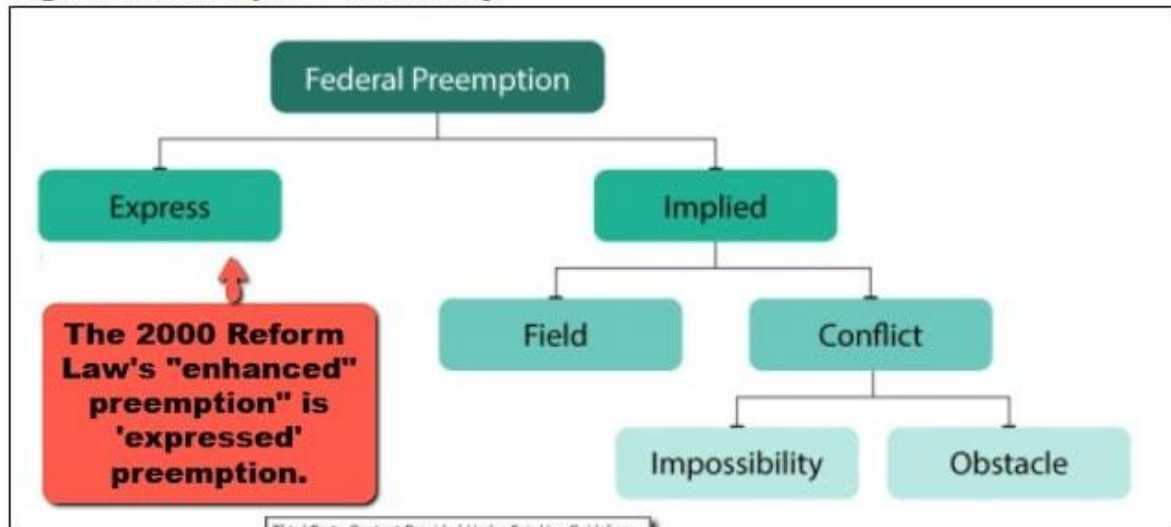 Federal Preemption
Express
Implied
The 2000 Reform
Law's "enhanced"
preemption" is
'expressed'
preemption.
Field
Conflict
Impossibility
Obstacle